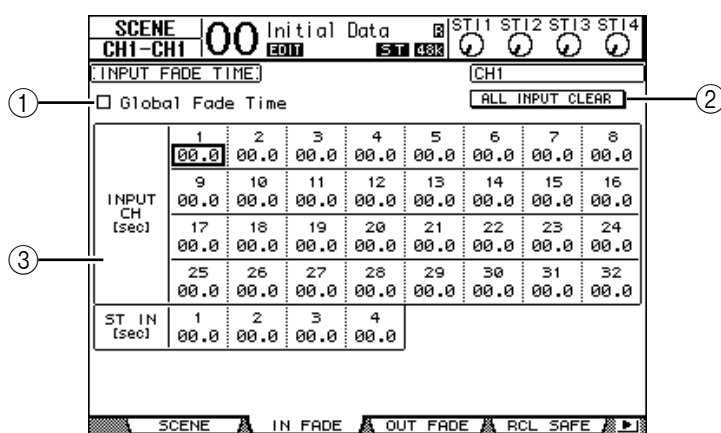 SCENE 00 Initial Data R STI1 STI2 STI3 STI4
CH1-CH1 EDIT ST 48K
INPUT FADE TIME CH1
① Global Fade Time ALL INPUT CLEAR ②
1 2 3 4 5 6 7 8
00.0 00.0 00.0 00.0 00.0 00.0 00.0 00.0
9 10 11 12 13 14 15 16
INPUT 00.0 00.0 00.0 00.0 00.0 00.0 00.0 00.0
CH
[sec] 17 18 19 20 21 22 23 24
00.0 00.0 00.0 00.0 00.0 00.0 00.0 00.0
③
25 26 27 28 29 30 31 32
00.0 00.0 00.0 00.0 00.0 00.0 00.0 00.0
ST IN 1 2 3 4
[sec] 00.0 00.0 00.0 00.0
SCENE IN FADE OUT FADE RCL SAFE